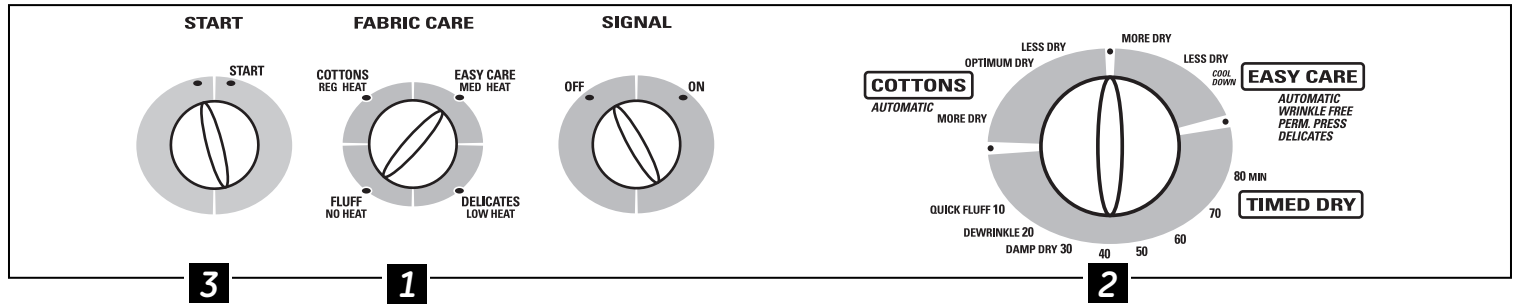 START
FABRIC CARE
SIGNAL
START
COTTONS
REG HEAT
EASY CARE
MED HEAT
FLUFF
NO HEAT
DELICATES
LOW HEAT
OFF
ON
COTTONS
AUTOMATIC
MORE DRY
OPTIMUM DRY
LESS DRY
MORE DRY
LESS DRY
COOL
DOWN
EASY CARE
AUTOMATIC
WRINKLE FREE
PERM. PRESS
DELICATES
80 MIN
TIMED DRY
70
60
50
40
DAMP DRY 30
DEWRINKLE 20
QUICK FLUFF 10
3
1
2